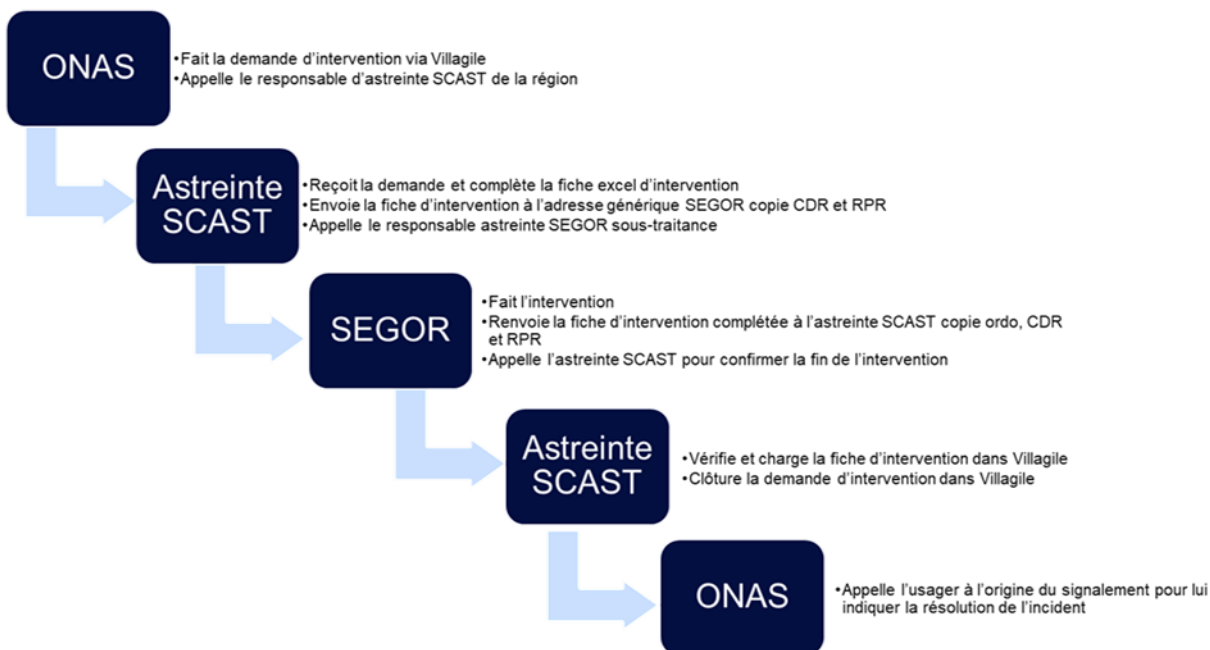 ONAS
•Fait la demande d'intervention via Villagile
•Appelle le responsable d'astreinte SCAST de la région
Astreinte
SCAST
•Reçoit la demande et complète la fiche excel d'intervention
•Envoie la fiche d'intervention à l'adresse générique SEGOR copie CDR et RPR
•Appelle le responsable astreinte SEGOR sous-traitance
SEGOR
•Fait l'intervention
•Renvoie la fiche d'intervention complétée à l'astreinte SCAST copie ordo, CDR
et RPR
•Appelle l'astreinte SCAST pour confirmer la fin de l'intervention
Astreinte
SCAST
•Vérifie et charge la fiche d'intervention dans Villagile
•Clôture la demande d'intervention dans Villagile
ONAS
•Appelle l'usager à l'origine du signalement pour lui
indiquer la résolution de l'incident